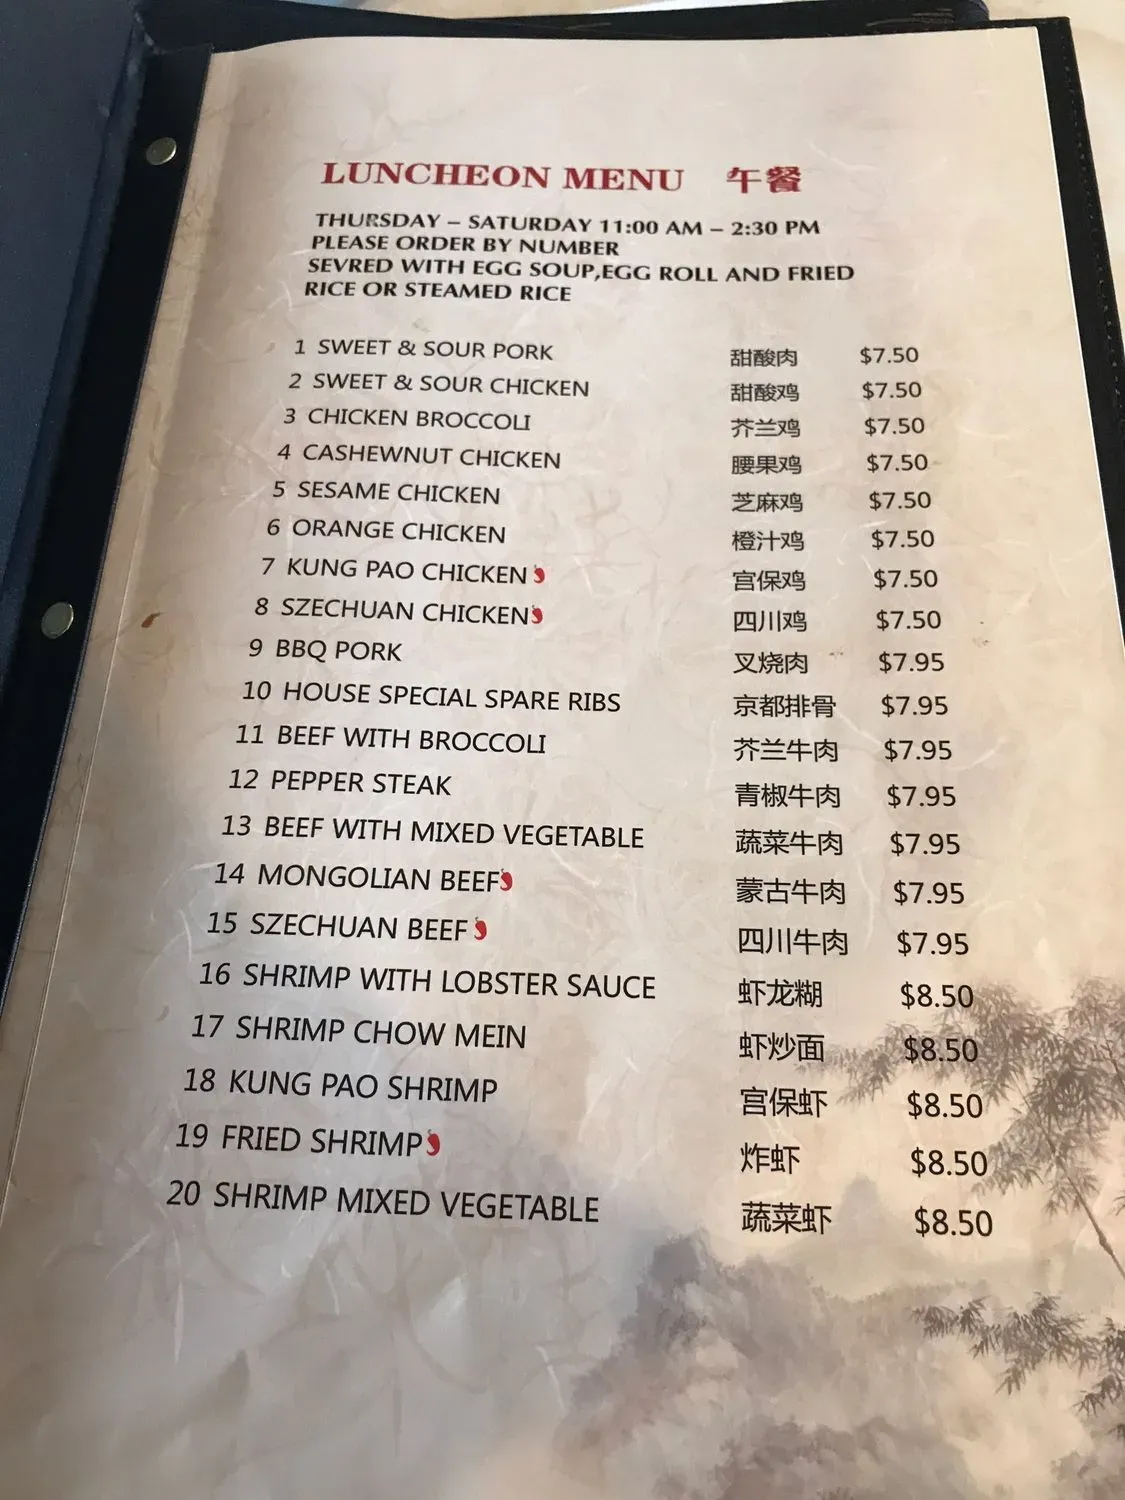 LUNCHEON MENU 午餐
THURSDAY – SATURDAY 11:00 AM – 2:30 PM
PLEASE ORDER BY NUMBER
SEVRED WITH EGG SOUP,EGG ROLL AND FRIED
RICE OR STEAMED RICE
1 SWEET & SOUR PORK 甜酸肉 $7.50
2 SWEET & SOUR CHICKEN 甜酸鸡 $7.50
3 CHICKEN BROCCOLI 芥兰鸡 $7.50
4 CASHEWNUT CHICKEN 腰果鸡 $7.50
5 SESAME CHICKEN 芝麻鸡 $7.50
6 ORANGE CHICKEN 橙汁鸡 $7.50
7 KUNG PAO CHICKEN 宫保鸡 $7.50
8 SZECHUAN CHICKEN 四川鸡 $7.50
9 BBQ PORK 叉烧肉 $7.95
10 HOUSE SPECIAL SPARE RIBS 京都排骨 $7.95
11 BEEF WITH BROCCOLI 芥兰牛肉 $7.95
12 PEPPER STEAK 青椒牛肉 $7.95
13 BEEF WITH MIXED VEGETABLE 蔬菜牛肉 $7.95
14 MONGOLIAN BEEF 蒙古牛肉 $7.95
15 SZECHUAN BEEF 四川牛肉 $7.95
16 SHRIMP WITH LOBSTER SAUCE 虾龙糊 $8.50
17 SHRIMP CHOW MEIN 虾炒面 $8.50
18 KUNG PAO SHRIMP 宫保虾 $8.50
19 FRIED SHRIMP 炸虾 $8.50
20 SHRIMP MIXED VEGETABLE 蔬菜虾 $8.50